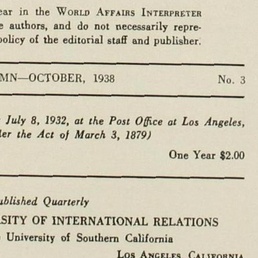 ear in the WORLD AFFAIRS INTERPRETER
e authors, and do not necessarily repre-
policy of the editorial staff and publisher.
MN—OCTOBER, 1938 No. 3
July 8, 1932, at the Post Office at Los Angeles,
er the Act of March 3, 1879)
One Year $2.00
ublished Quarterly
SITY OF INTERNATIONAL RELATIONS
University of Southern California
LOS ANGELES, CALIFORNIA